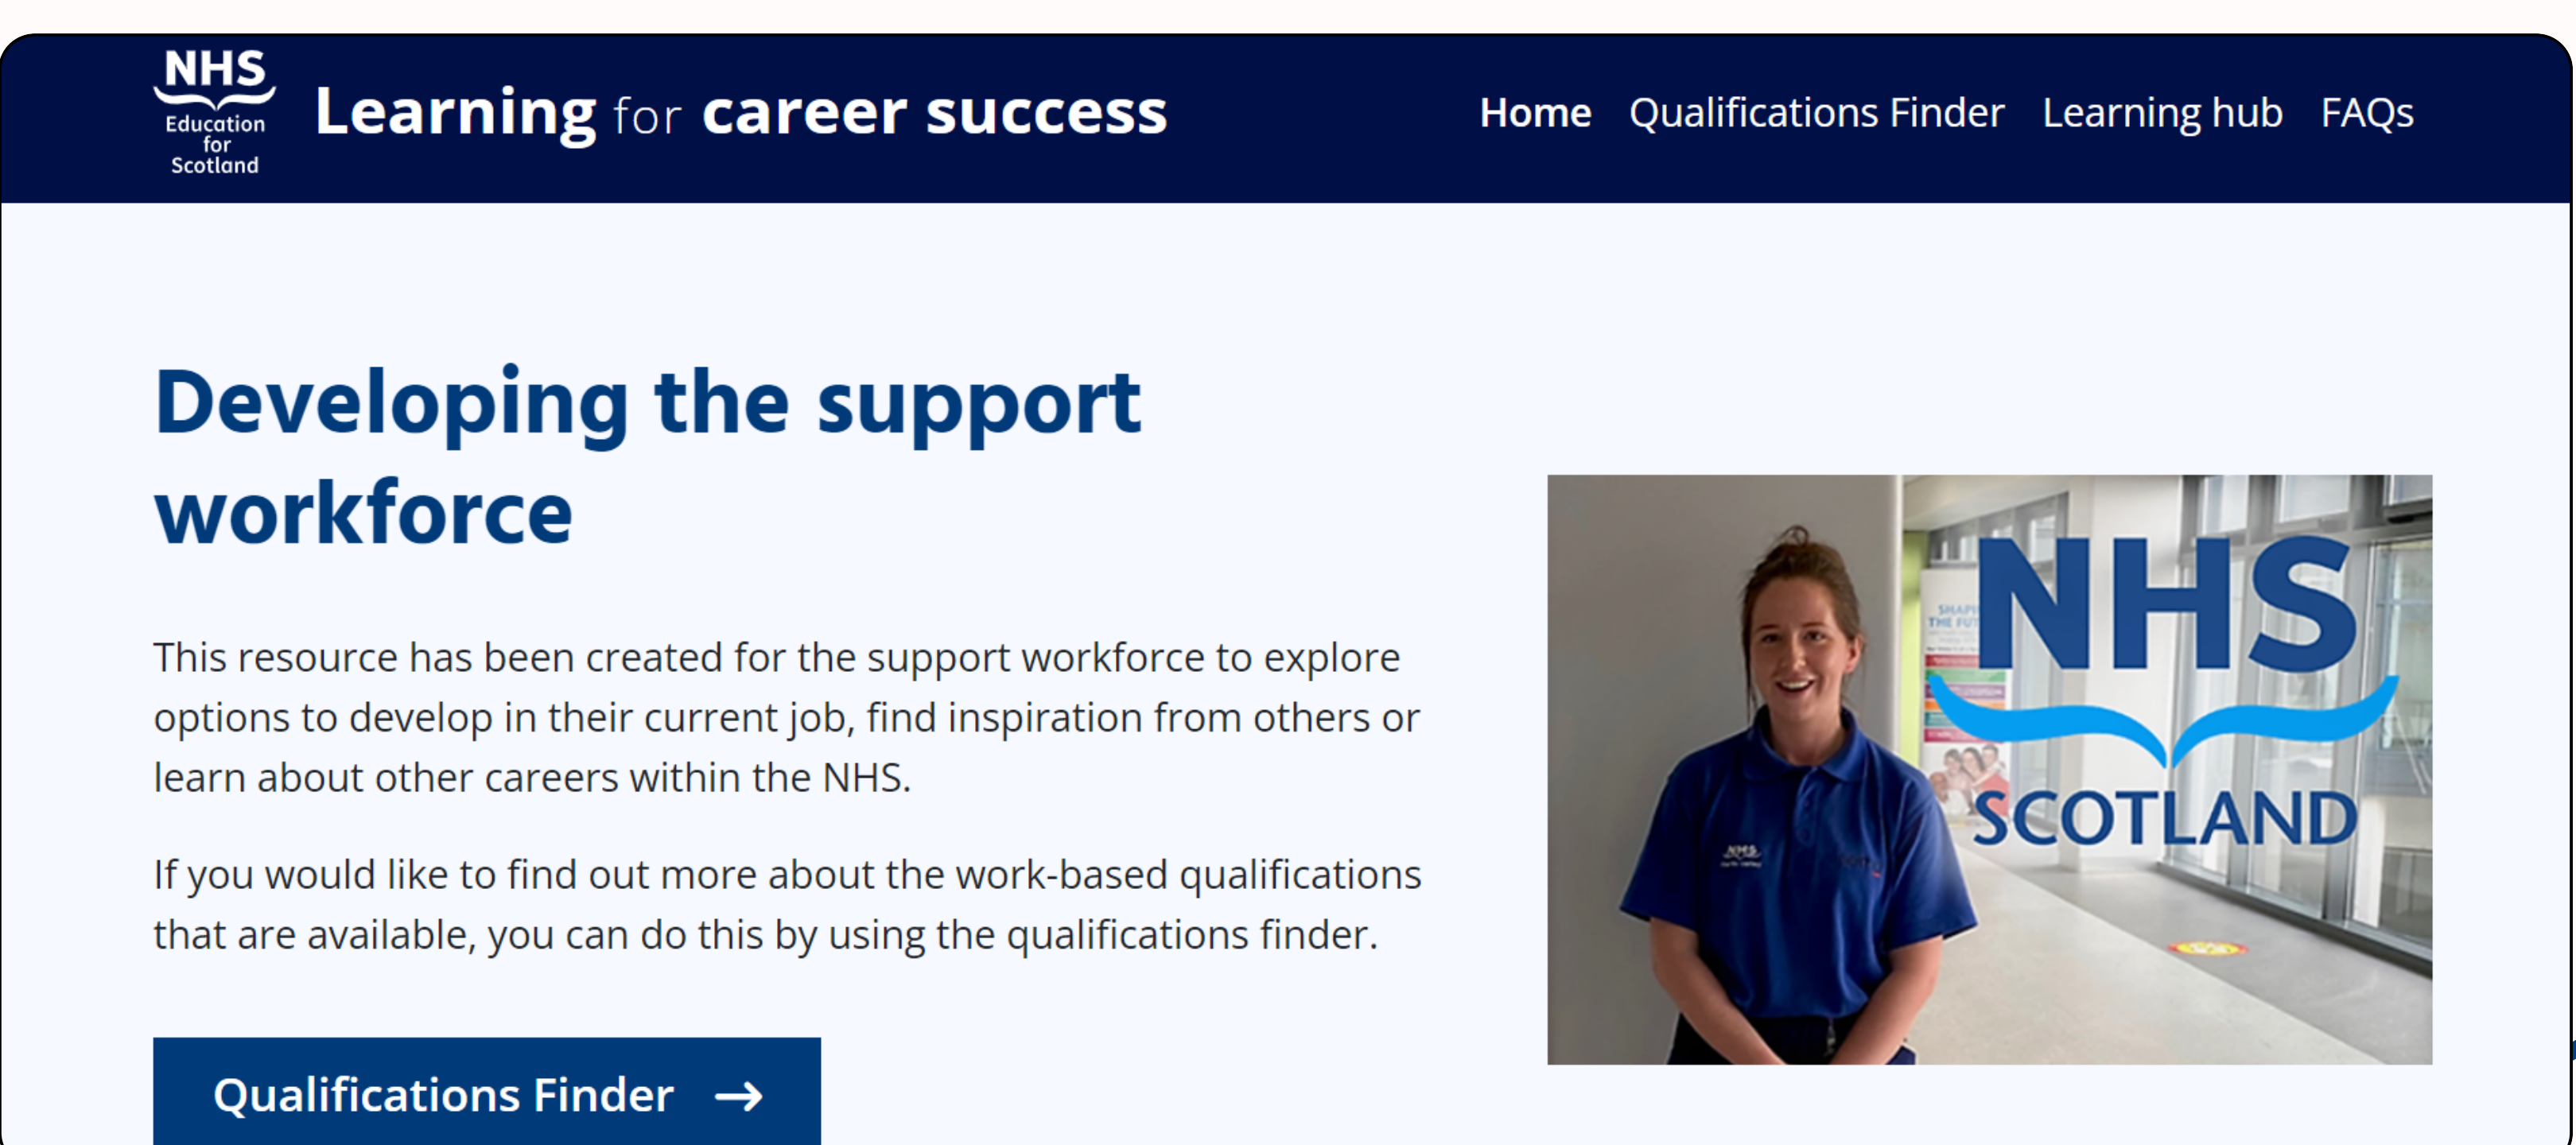 NHS
Education
for
Scotland
Learning for career success
Home Qualifications Finder Learning hub FAQs
Developing the support
workforce
This resource has been created for the support workforce to explore
options to develop in their current job, find inspiration from others or
learn about other careers within the NHS.
If you would like to find out more about the work-based qualifications
that are available, you can do this by using the qualifications finder.
Qualifications Finder →
NHS
SCOTLAND
THE
NHS